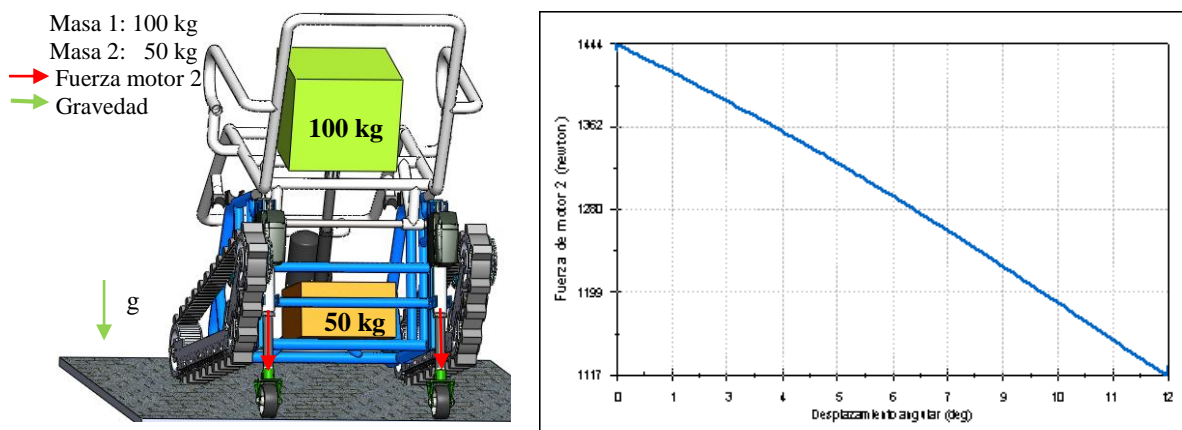 Masa 1: 100 kg
Masa 2: 50 kg
Fuerza motor 2
Gravedad
100 kg
50 kg
g
Fuerza de motor 2 (newton)
1444
1362
1280
1199
1117
0 1 3 4 5 6 7 9 10 11 12
Desplazamiento angular (deg)